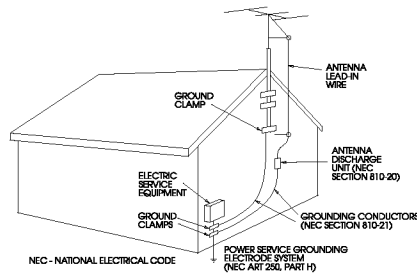 ANTENNA
LEAD-IN
WIRE
GROUND
CLAMP
ANTENNA
DISCHARGE
UNIT (NEC
SECTION 810-20)
ELECTRIC
SERVICE
EQUIPMENT
GROUNDING CONDUCTORS
(NEC SECTION 810-21)
GROUND
CLAMPS
POWER SERVICE GROUNDING
ELECTRODE SYSTEM
(NEC ART 250, PART H)
NEC - NATIONAL ELECTRICAL CODE